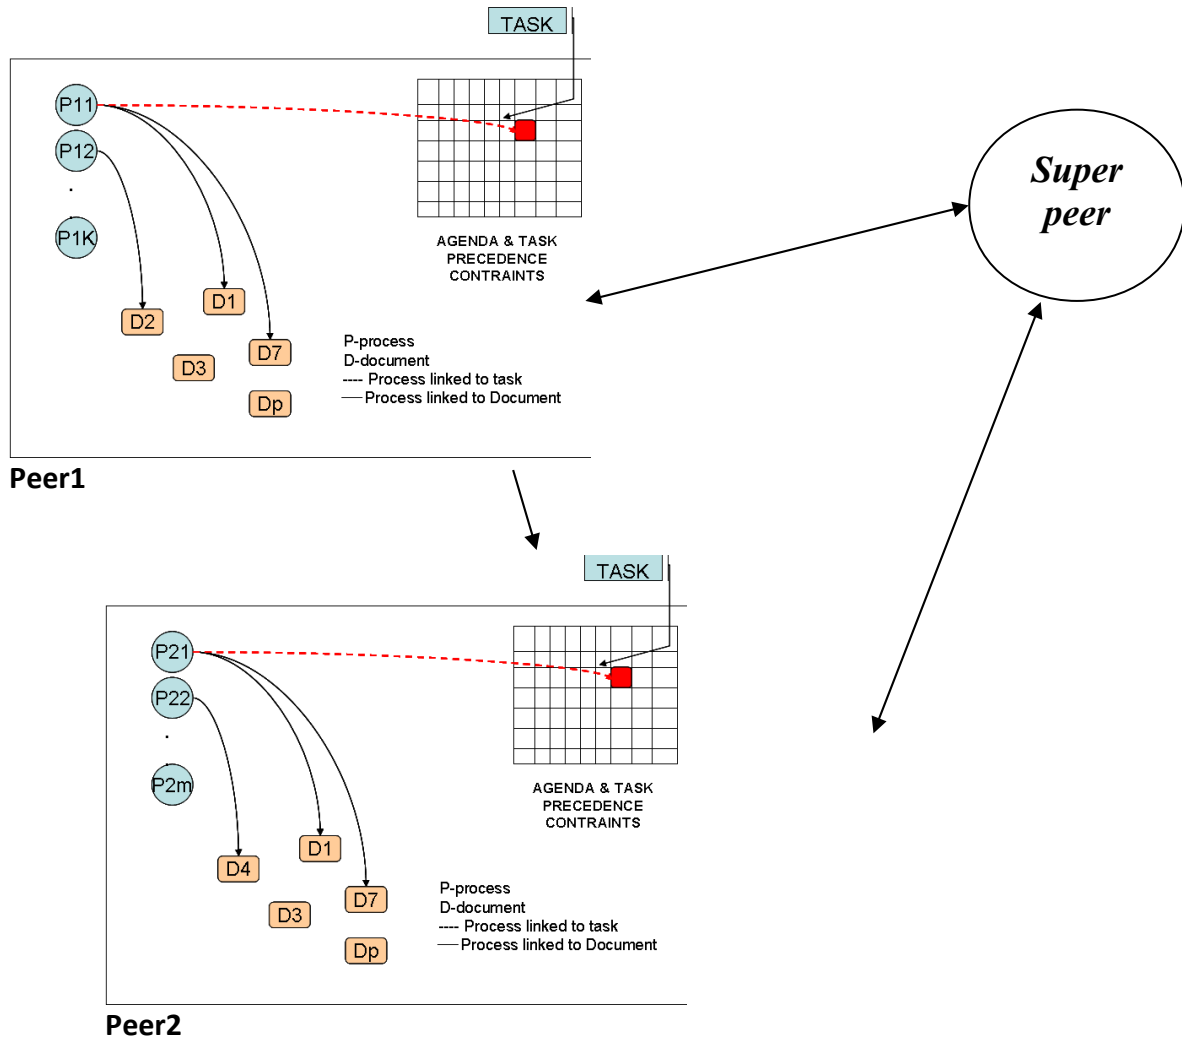 TASK
P11
P12
.
.
P1K
AGENDA & TASK
PRECEDENCE
CONTRAINTS
D2
D1
D3
D7
Dp
P-process
D-document
---- Process linked to task
— Process linked to Document
Peer1
Super
peer
TASK
P21
P22
.
.
P2m
AGENDA & TASK
PRECEDENCE
CONTRAINTS
D4
D1
D3
D7
Dp
P-process
D-document
---- Process linked to task
— Process linked to Document
Peer2